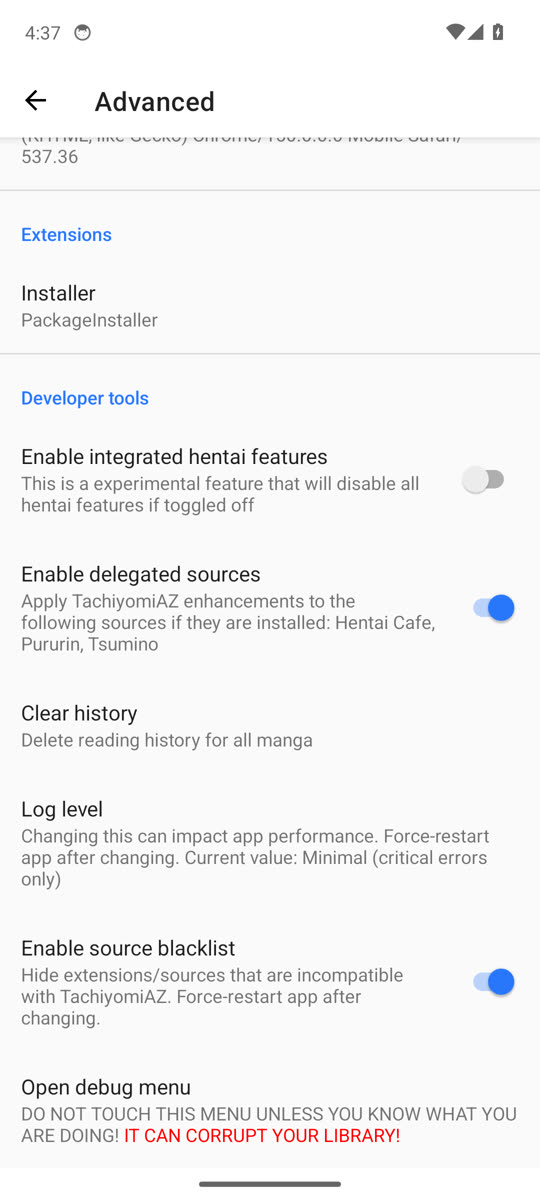 4:37
Advanced
537.36
Extensions
Installer
PackageInstaller
Developer tools
Enable integrated hentai features
This is a experimental feature that will disable all
hentai features if toggled off
Enable delegated sources
Apply TachiyomiAZ enhancements to the
following sources if they are installed: Hentai Cafe,
Pururin, Tsumino
Clear history
Delete reading history for all manga
Log level
Changing this can impact app performance. Force-restart
app after changing. Current value: Minimal (critical errors
only)
Enable source blacklist
Hide extensions/sources that are incompatible
with TachiyomiAZ. Force-restart app after
changing.
Open debug menu
DO NOT TOUCH THIS MENU UNLESS YOU KNOW WHAT YOU
ARE DOING! IT CAN CORRUPT YOUR LIBRARY!